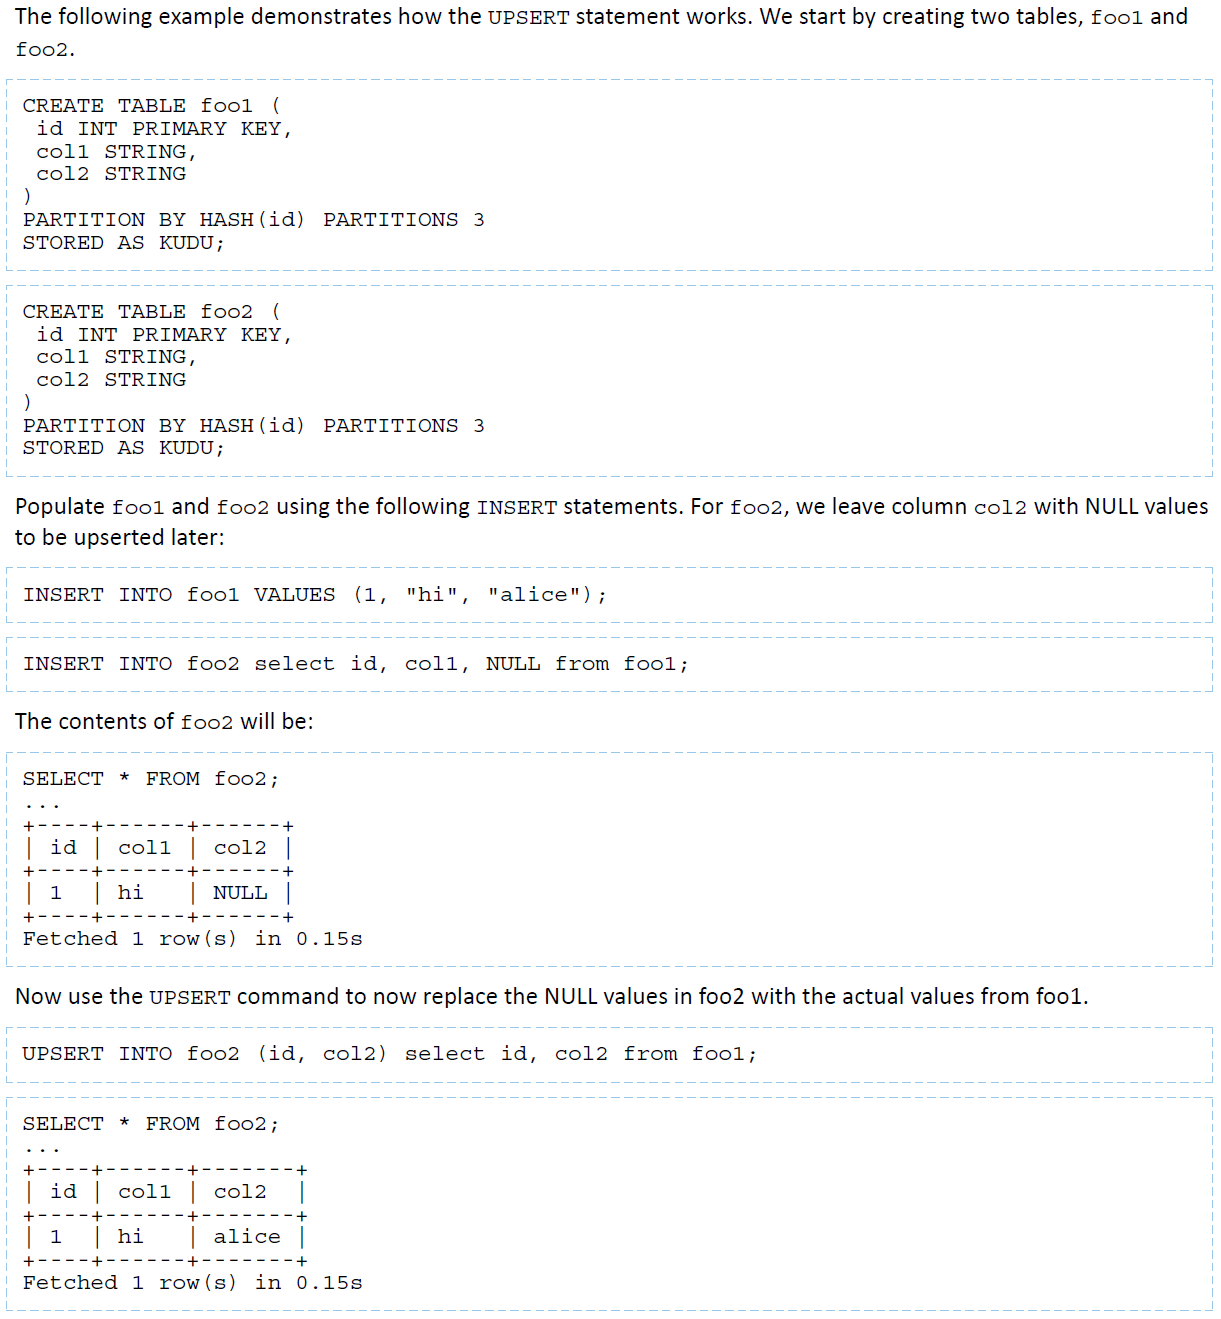 The following example demonstrates how the UPSERT statement works. We start by creating two tables, foo1 and
foo2.
CREATE TABLE foo1 (
 id INT PRIMARY KEY,
 col1 STRING,
 col2 STRING
)
PARTITION BY HASH(id) PARTITIONS 3
STORED AS KUDU;
CREATE TABLE foo2 (
 id INT PRIMARY KEY,
 col1 STRING,
 col2 STRING
)
PARTITION BY HASH(id) PARTITIONS 3
STORED AS KUDU;
Populate foo1 and foo2 using the following INSERT statements. For foo2, we leave column col2 with NULL values
to be upserted later:
INSERT INTO foo1 VALUES (1, "hi", "alice");
INSERT INTO foo2 select id, col1, NULL from foo1;
The contents of foo2 will be:
SELECT * FROM foo2;
...
+----+------+------+
| id | col1 | col2 |
+----+------+------+
| 1  | hi   | NULL |
+----+------+------+
Fetched 1 row(s) in 0.15s
Now use the UPSERT command to now replace the NULL values in foo2 with the actual values from foo1.
UPSERT INTO foo2 (id, col2) select id, col2 from foo1;
SELECT * FROM foo2;
...
+----+------+-------+
| id | col1 | col2  |
+----+------+-------+
| 1  | hi   | alice |
+----+------+-------+
Fetched 1 row(s) in 0.15s